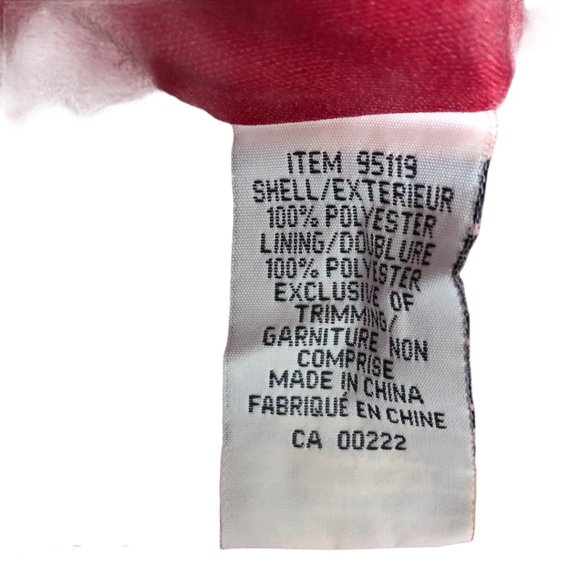 ITEM 95119
SHELL/EXTERIEUR
100% POLYESTER
LINING/DOUBLURE
100% POLYESTER
EXCLUSIVE OF
TRIMMING/
GARNITURE NON
COMPRISE
MADE IN CHINA
FABRIQUÉ EN CHINE
CA 00222